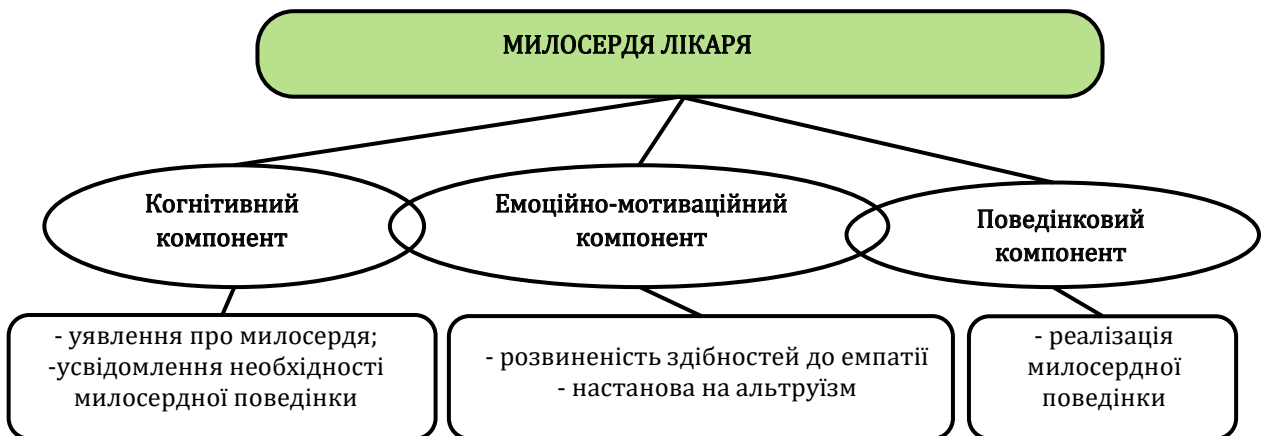 МИЛОСЕРДЯ ЛІКАРЯ
Когнітивний
компонент
Емоційно-мотиваційний
компонент
Поведінковий
компонент
- уявлення про милосердя;
-усвідомлення необхідності
милосердної поведінки
- розвиненість здібностей до емпатії
- настанова на альтруїзм
- реалізація
милосердної
поведінки